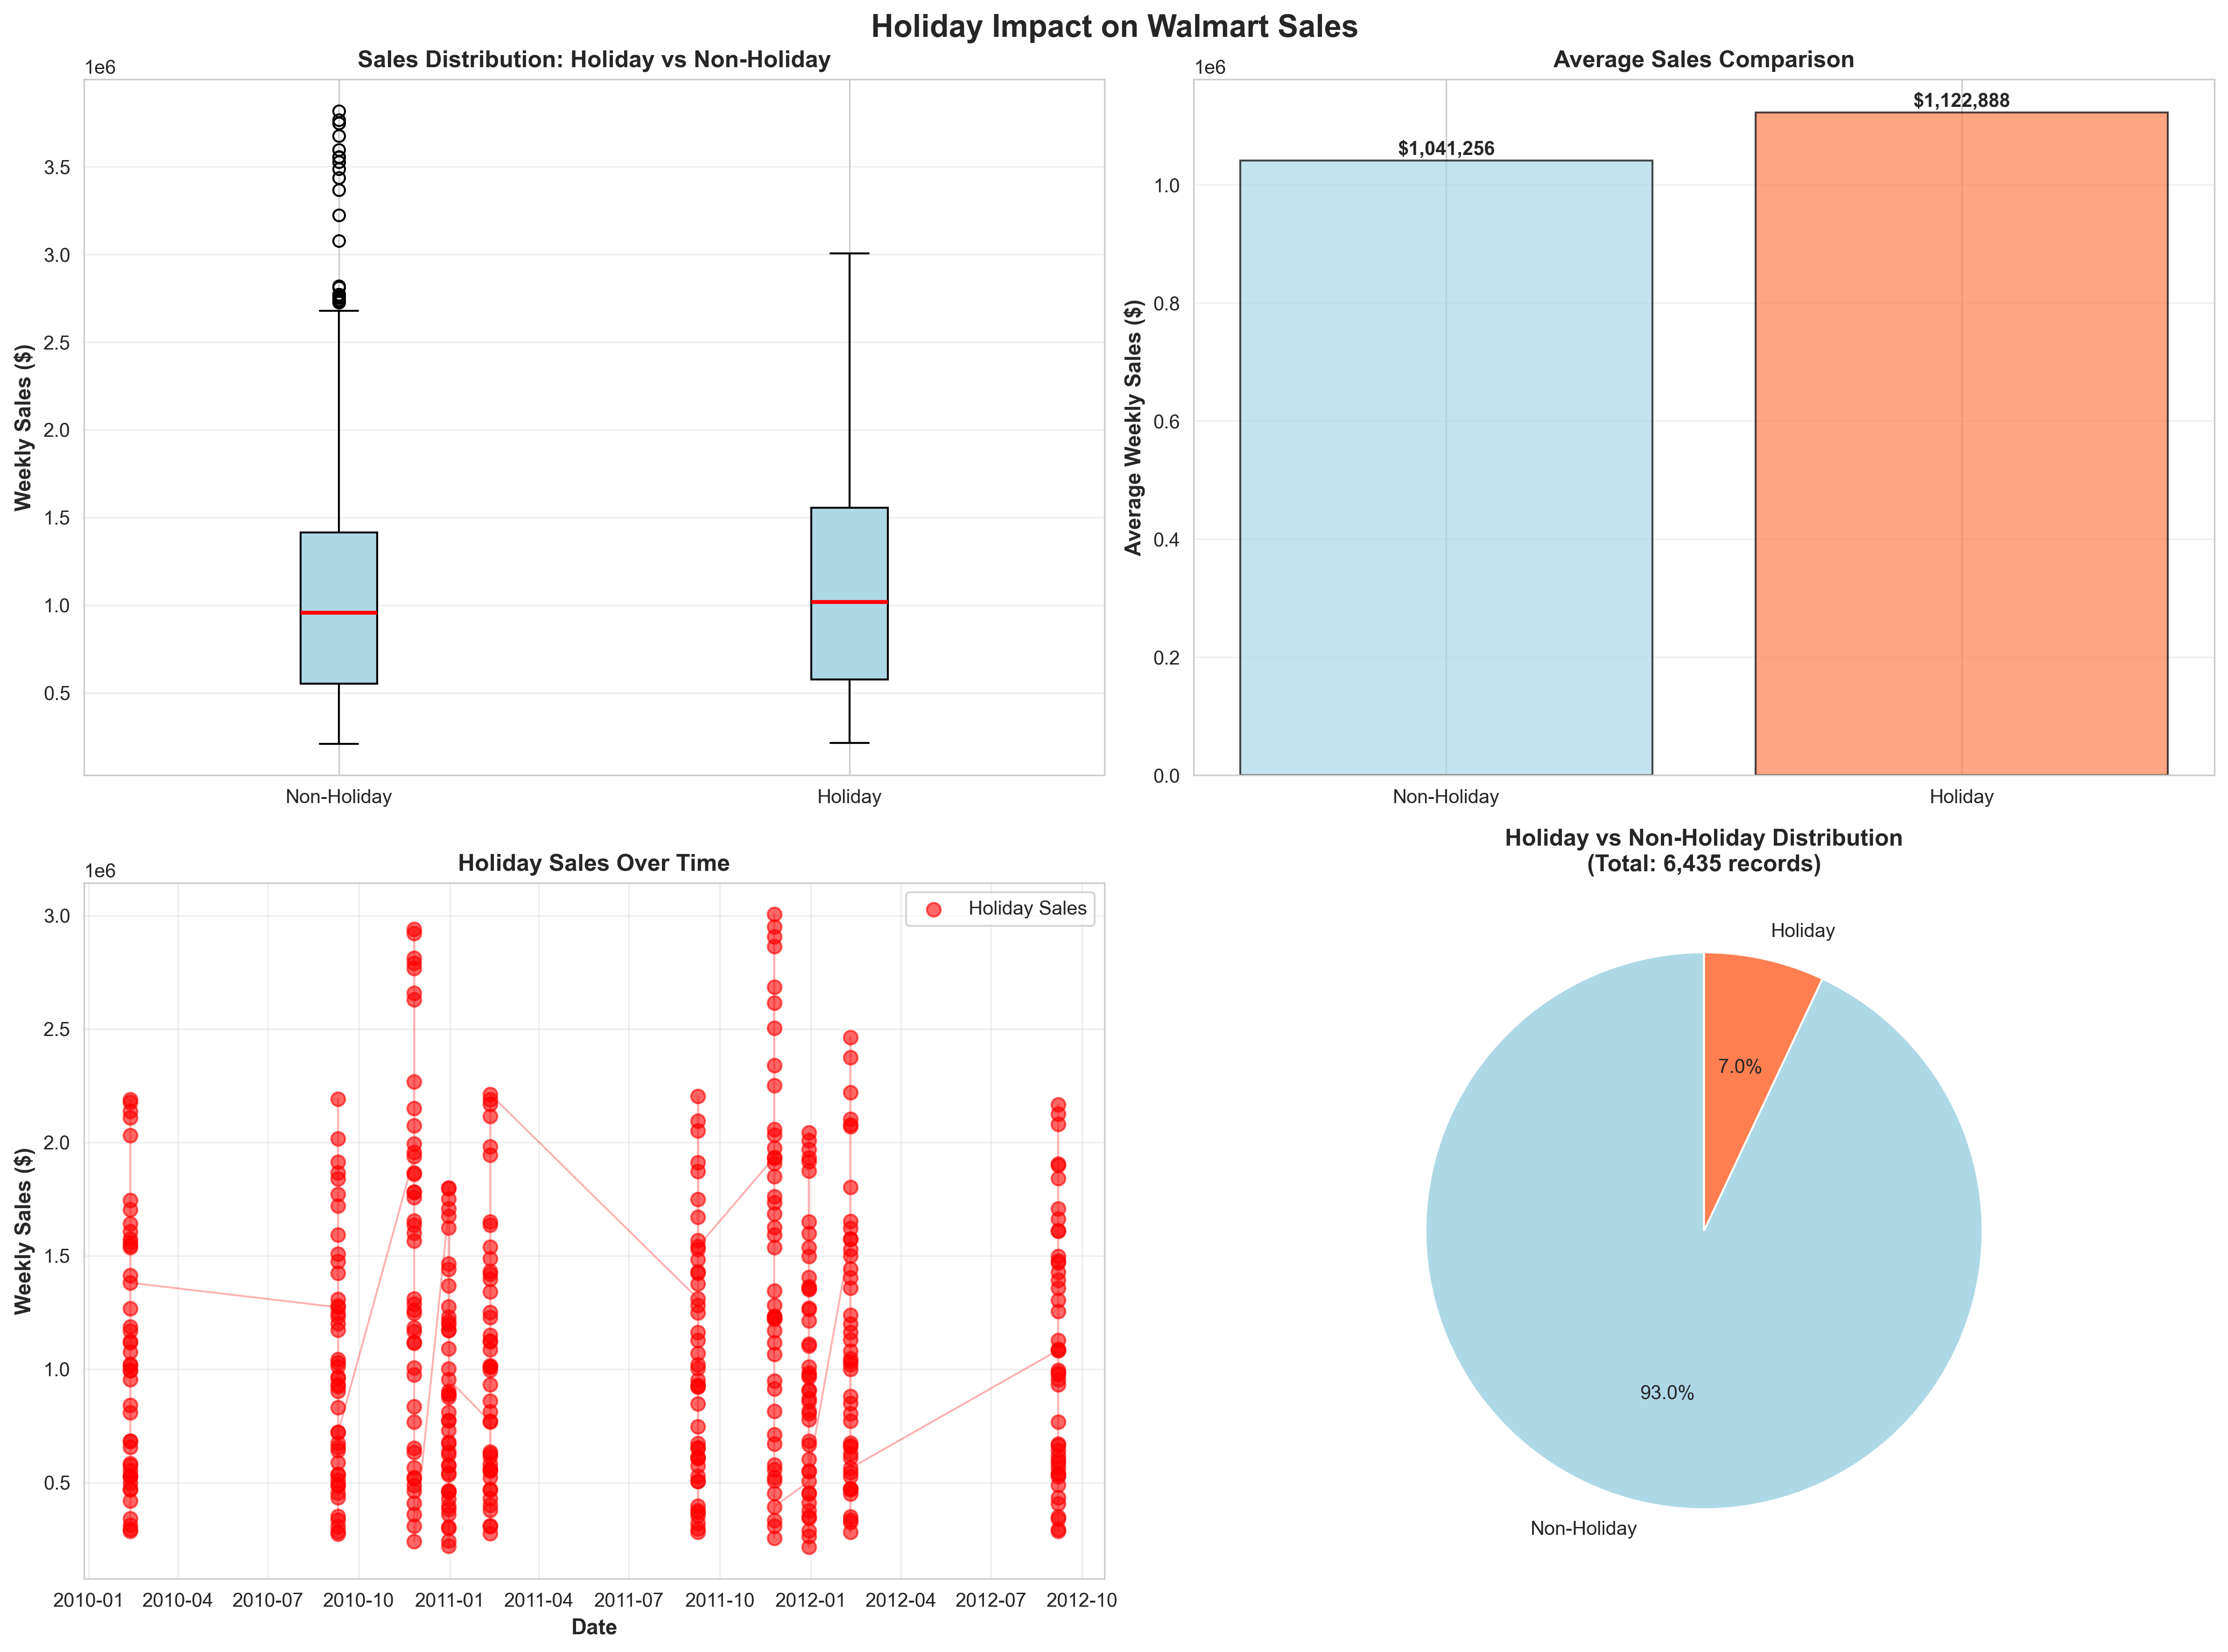 Holiday Impact on Walmart Sales
Sales Distribution: Holiday vs Non-Holiday
1e6
Weekly Sales ($)
3.5
3.0
2.5
2.0
1.5
1.0
0.5
Non-Holiday
Holiday
Average Sales Comparison
1e6
Average Weekly Sales ($)
$1,041,256
$1,122,888
1.0
0.8
0.6
0.4
0.2
0.0
Non-Holiday
Holiday
Holiday Sales Over Time
1e6
Holiday Sales
Weekly Sales ($)
3.0
2.5
2.0
1.5
1.0
0.5
2010-01
2010-04
2010-07
2010-10
2011-01
2011-04
2011-07
2011-10
2012-01
2012-04
2012-07
2012-10
Date
Holiday vs Non-Holiday Distribution
(Total: 6,435 records)
Holiday
7.0%
93.0%
Non-Holiday